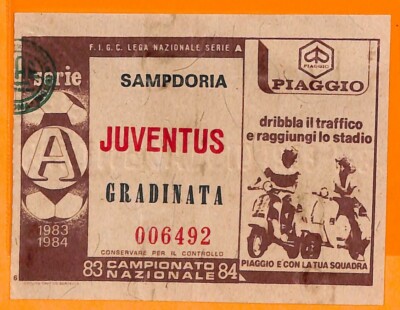 F.I.G.C. LEGA NAZIONALE SERIE A
serie
A
1983
1984
SAMPDORIA
JUVENTUS
GRADINATA
006492
CONSERVARE PER IL CONTROLLO
83 CAMPIONATO 84
NAZIONALE
PIAGGIO
PIAGGIO
dribbla il traffico
e raggiungi lo stadio
PIAGGIO E CON LA TUA SQUADRA
6